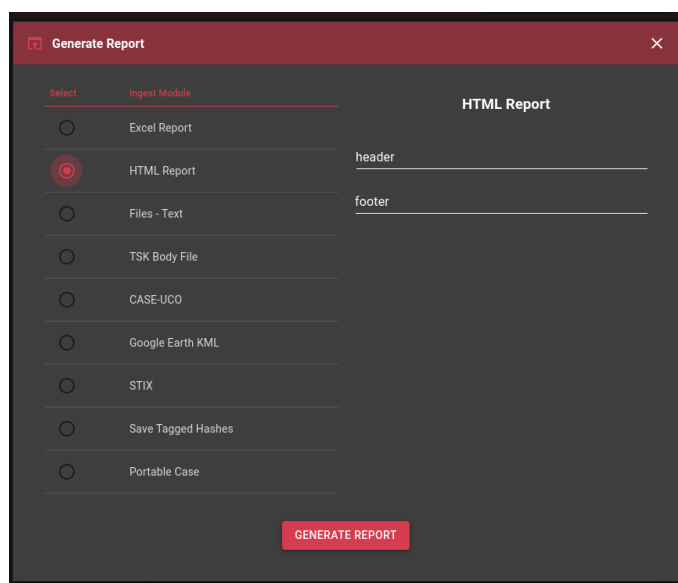 Generate Report
Select Ingest Module
Excel Report
HTML Report
Files - Text
TSK Body File
CASE-UCO
Google Earth KML
STIX
Save Tagged Hashes
Portable Case
HTML Report
header
footer
GENERATE REPORT